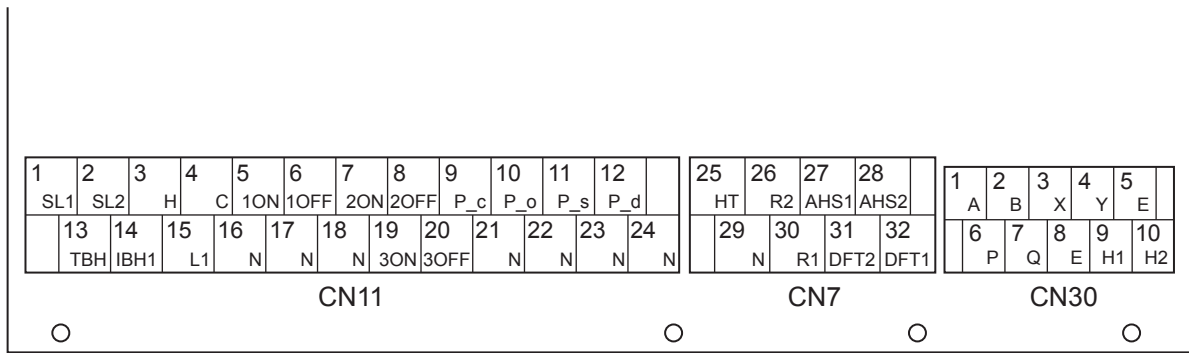 1 2 3 4 5 6 7 8 9 10 11 12
SL1 SL2 H C 1ON 1OFF 2ON 2OFF P_c P_o P_s P_d
13 14 15 16 17 18 19 20 21 22 23 24
TBH IBH1 L1 N N N 3ON 3OFF N N N N
CN11
25 26 27 28
HT R2 AHS1 AHS2
29 30 31 32
N R1 DFT2 DFT1
CN7
1 2 3 4 5
A B X Y E
6 7 8 9 10
P Q E H1 H2
CN30